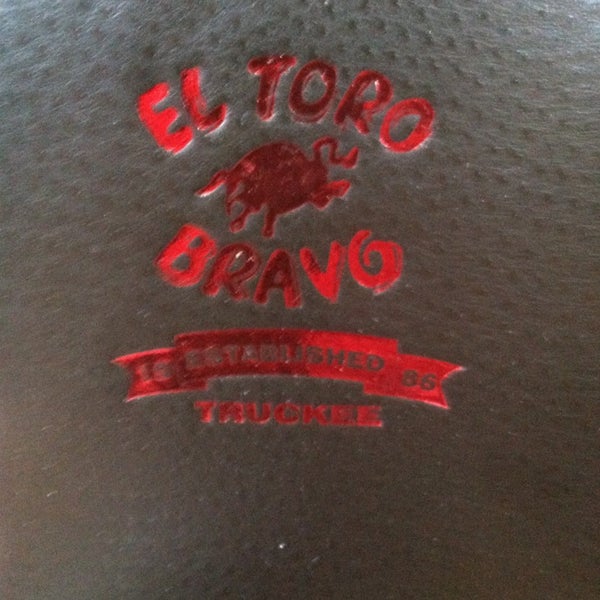 EL TORO
BRAVO
19 ESTABLISHED 86
TRUCKEE